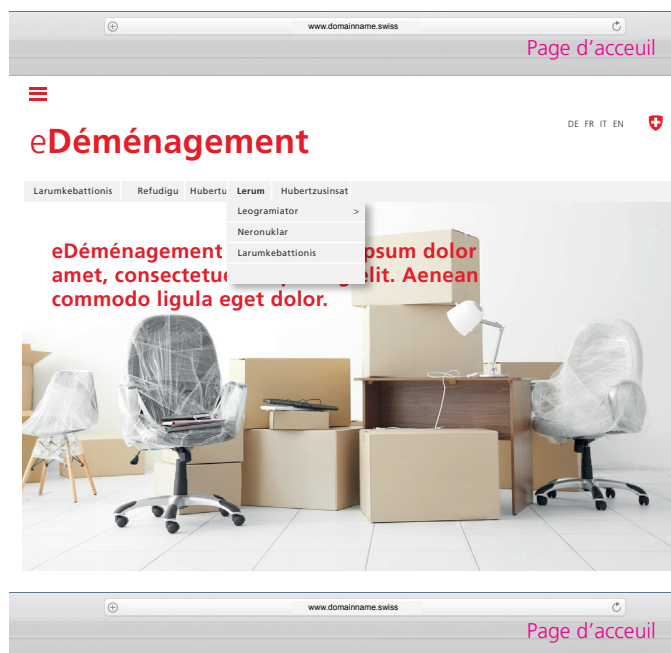 www.domainname.swiss
Page d’acceuil
DE FR IT EN
eDéménagement
Larumkebattionis Refudigu Hubertu Lerum Hubertzusinsat
Leogramiator >
Neronuklar
Larumkebattionis
eDéménagement psum dolor
amet, consectetue elit. Aenean
commodo ligula eget dolor.
www.domainname.swiss
Page d’acceuil